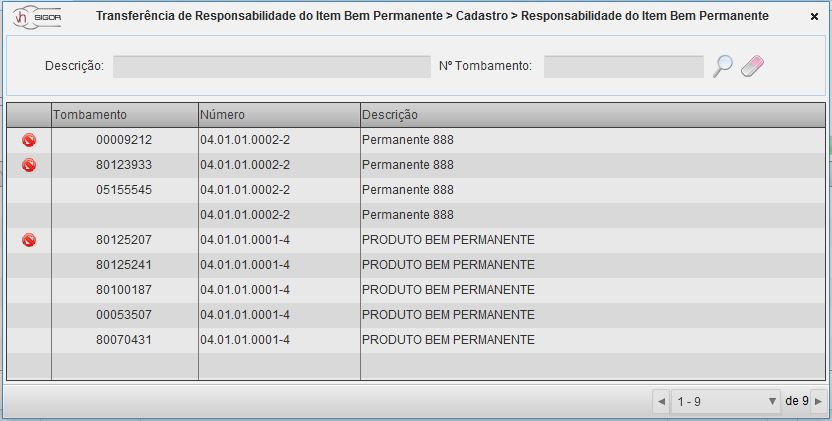 SIGOR Transferência de Responsabilidade do Item Bem Permanente > Cadastro > Responsabilidade do Item Bem Permanente
Descrição: Nº Tombamento:
Tombamento Número Descrição
00009212 04.01.01.0002-2 Permanente 888
80123933 04.01.01.0002-2 Permanente 888
05155545 04.01.01.0002-2 Permanente 888
04.01.01.0002-2 Permanente 888
80125207 04.01.01.0001-4 PRODUTO BEM PERMANENTE
80125241 04.01.01.0001-4 PRODUTO BEM PERMANENTE
80100187 04.01.01.0001-4 PRODUTO BEM PERMANENTE
00053507 04.01.01.0001-4 PRODUTO BEM PERMANENTE
80070431 04.01.01.0001-4 PRODUTO BEM PERMANENTE
1 - 9 de 9